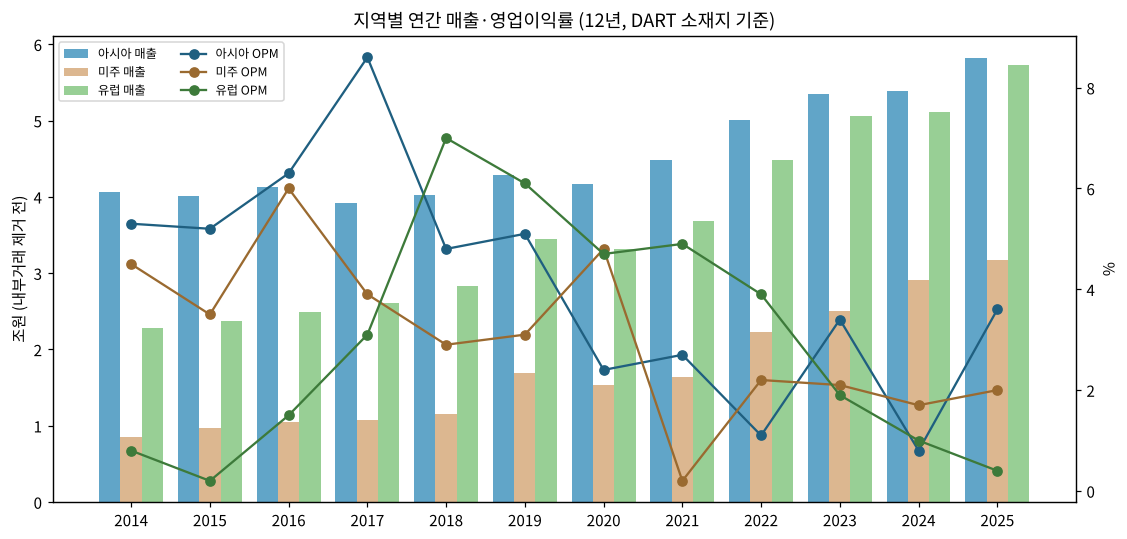 지역별 연간 매출·영업이익률 (12년, DART 소재지 기준)
아시아 매출
미주 매출
유럽 매출
아시아 OPM
미주 OPM
유럽 OPM
조원 (내부거래 제거 전)
6
5
4
3
2
1
0
8
6
4
2
0
%
2014 2015 2016 2017 2018 2019 2020 2021 2022 2023 2024 2025